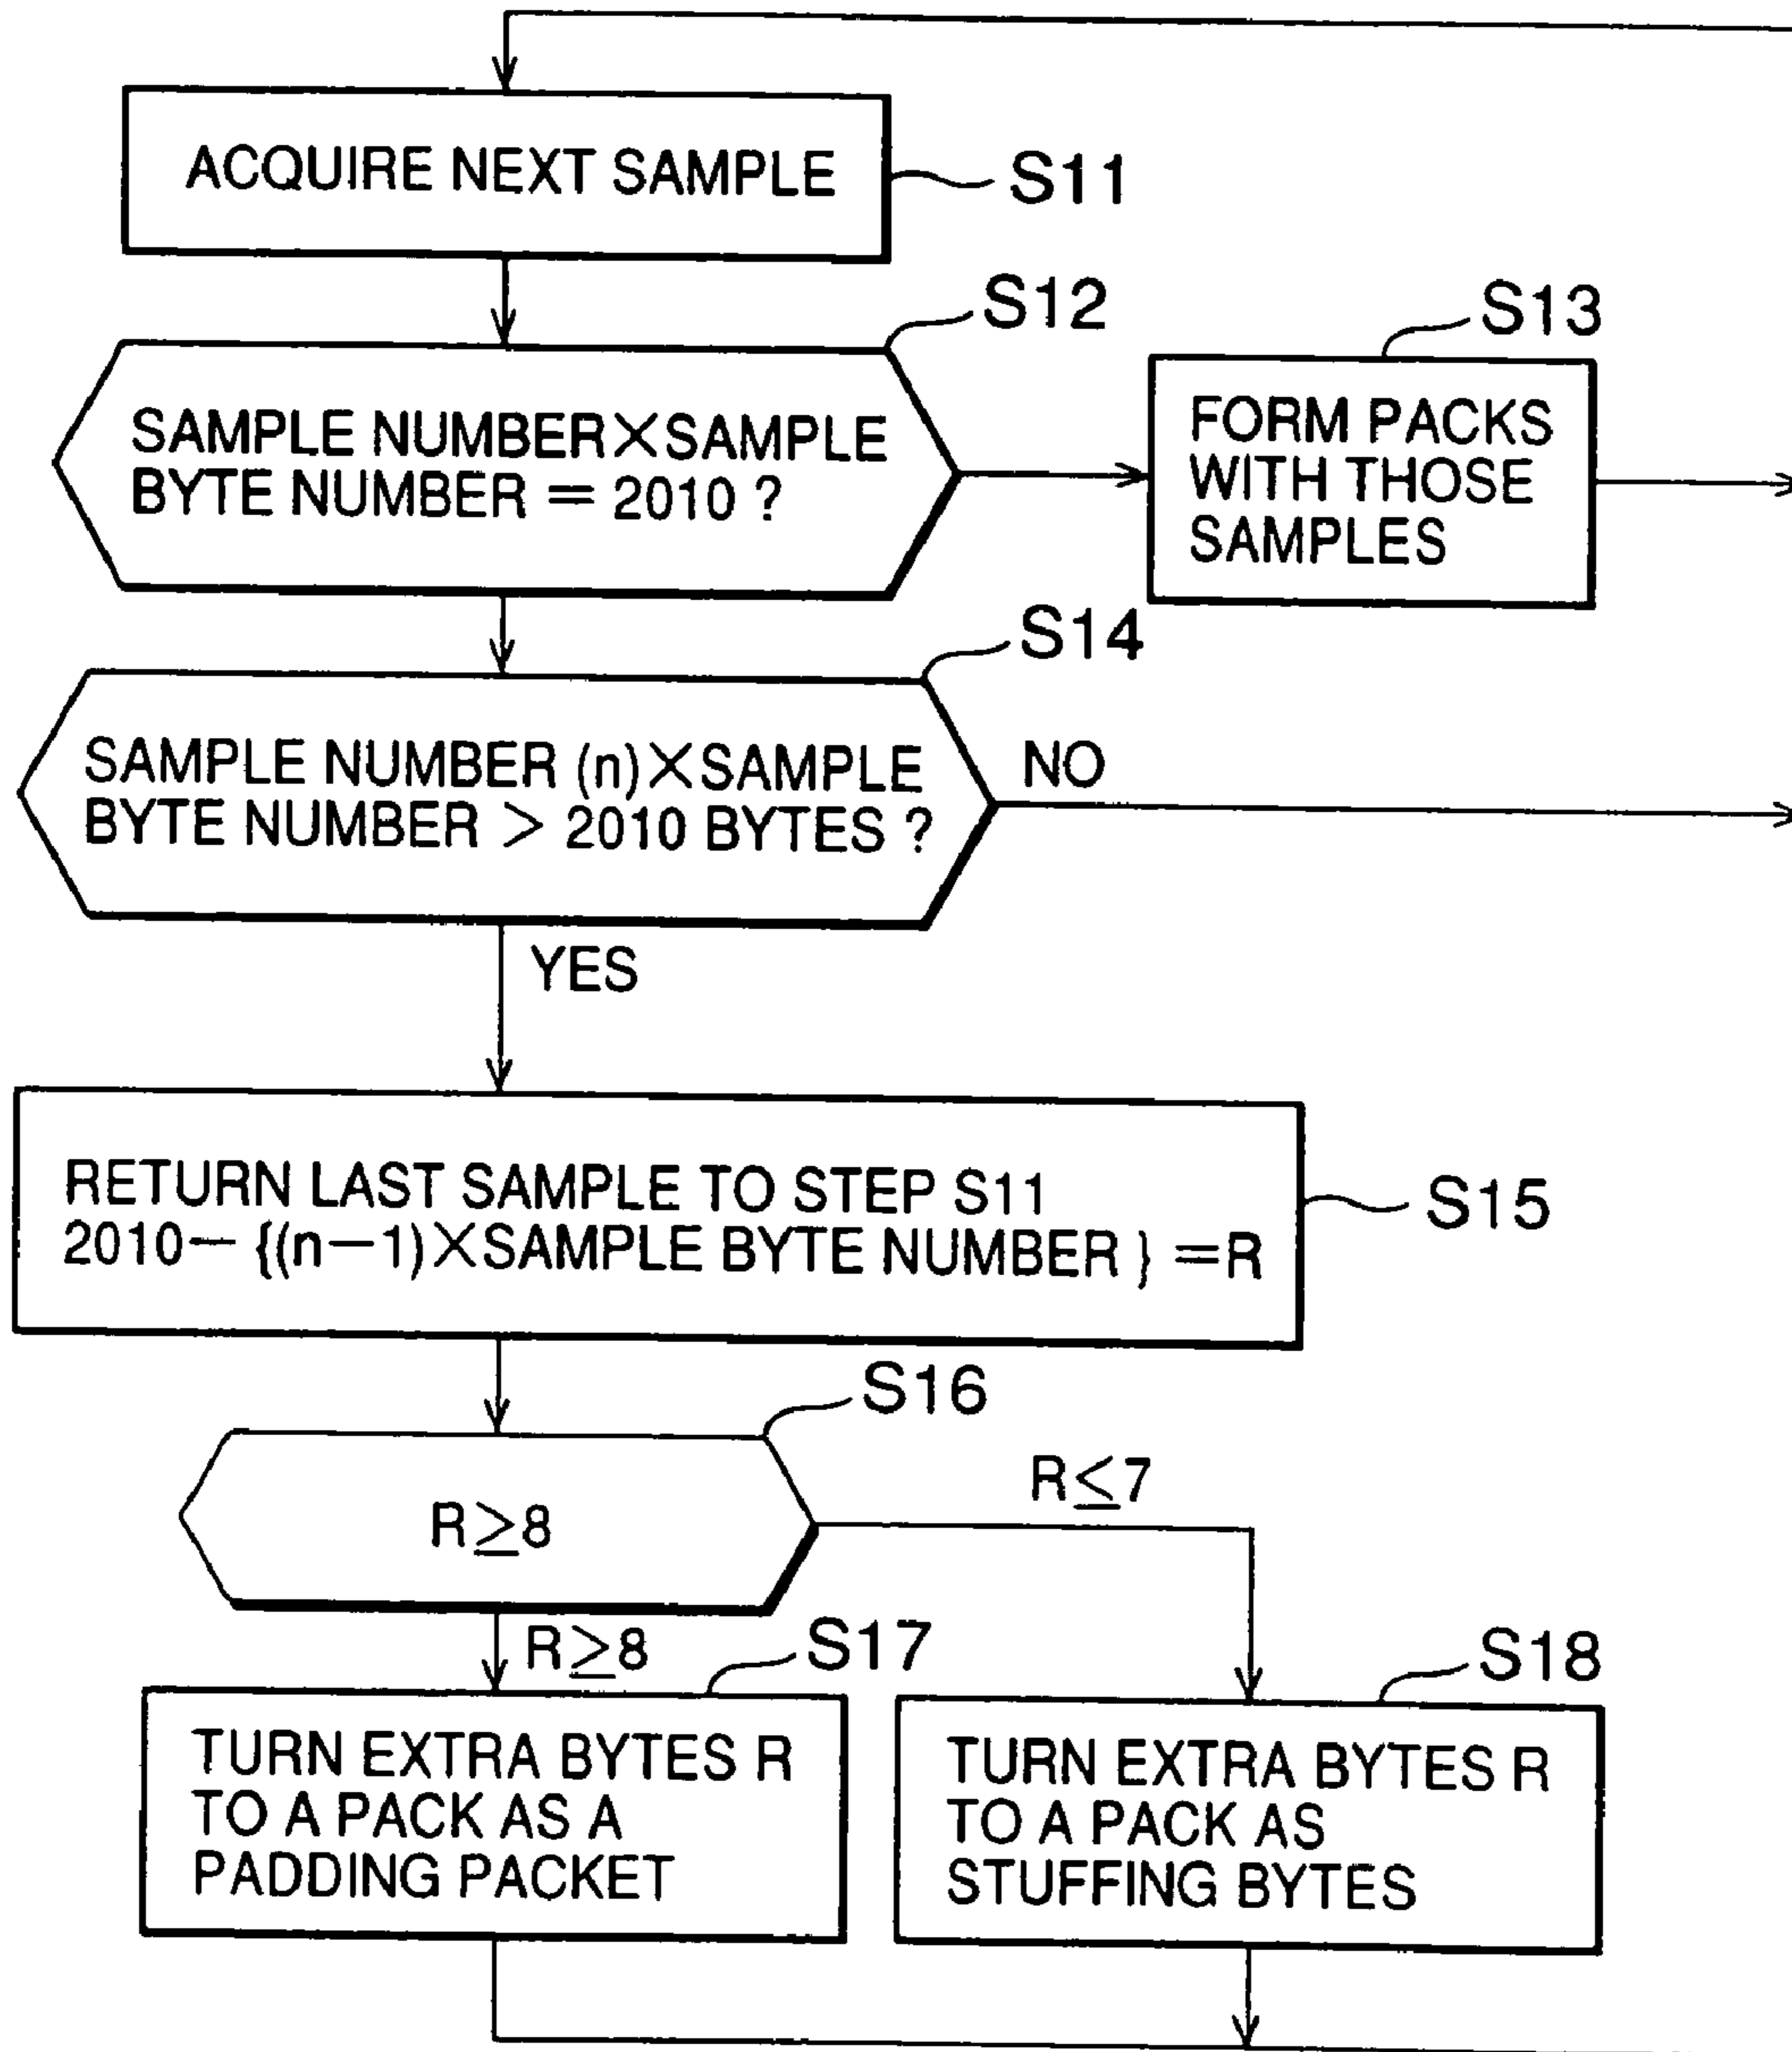 ACQUIRE NEXT SAMPLE
S11
S12
SAMPLE NUMBER×SAMPLE
BYTE NUMBER = 2010 ?
S13
FORM PACKS
WITH THOSE
SAMPLES
S14
SAMPLE NUMBER (n)×SAMPLE
BYTE NUMBER > 2010 BYTES ?
NO
YES
RETURN LAST SAMPLE TO STEP S11
2010－{(n－1)×SAMPLE BYTE NUMBER } =R
S15
S16
R≧8
R≦7
R≧8
S17
TURN EXTRA BYTES R
TO A PACK AS A
PADDING PACKET
S18
TURN EXTRA BYTES R
TO A PACK AS
STUFFING BYTES